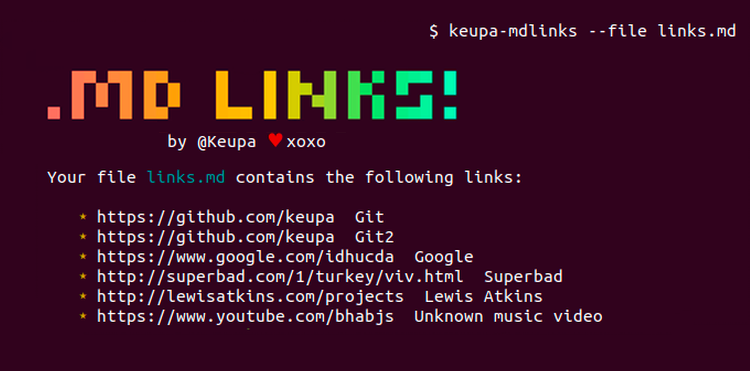 $ keupa-mdlinks --file links.md
.MD LINKS!
by @Keupa ♥xoxo
Your file links.md contains the following links:
* https://github.com/keupa Git
* https://github.com/keupa Git2
* https://www.google.com/idhucda Google
* http://superbad.com/1/turkey/viv.html Superbad
* http://lewisatkins.com/projects Lewis Atkins
* https://www.youtube.com/bhabjs Unknown music video